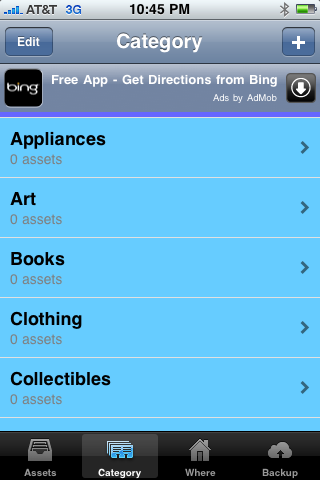 AT&T 3G 10:45 PM
Edit Category +
bing Free App - Get Directions from Bing
Ads by AdMob
Appliances
0 assets
Art
0 assets
Books
0 assets
Clothing
0 assets
Collectibles
0 assets
Assets Category Where Backup